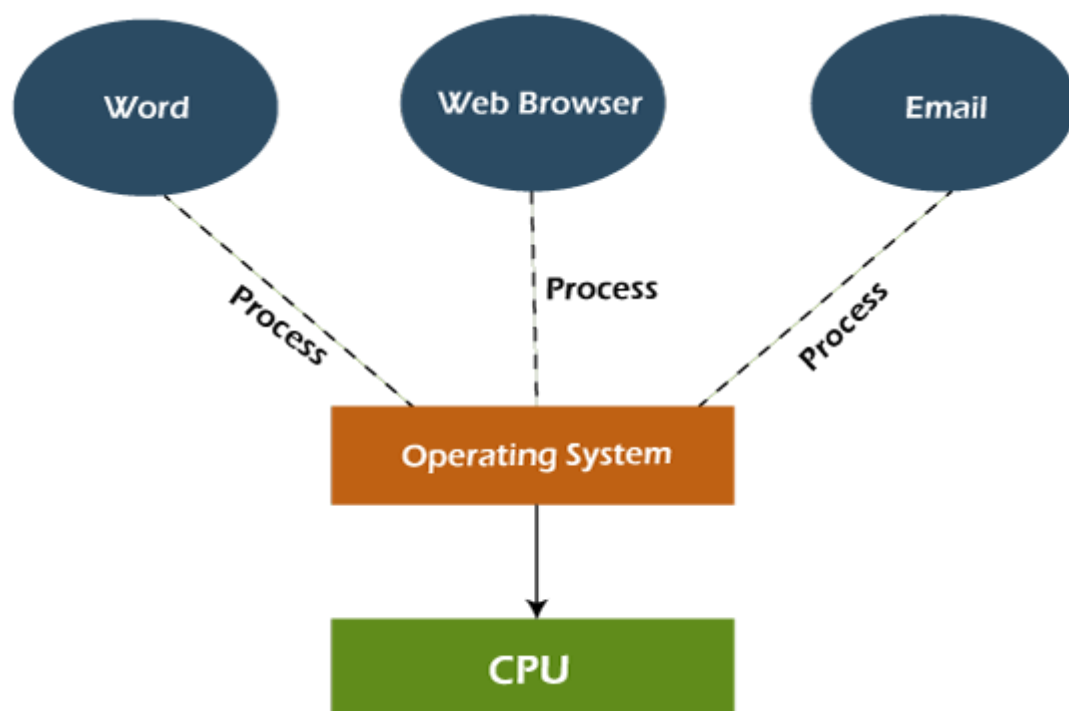 Word
Web Browser
Email
Process
Process
Process
Operating System
CPU